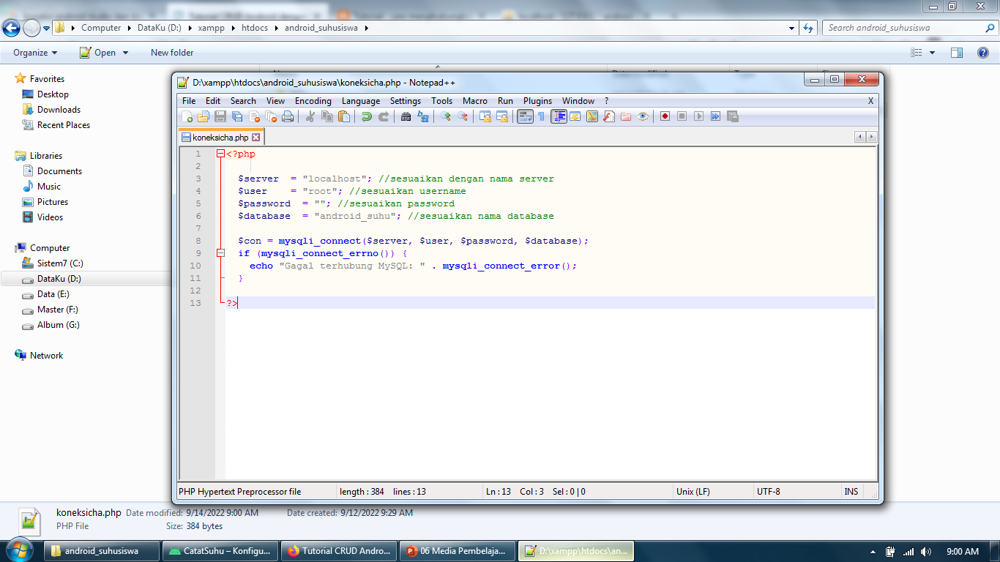 Computer DataKu (D:) xampp htdocs android_suhusiswa
Search android_suhusiswa
Organize Open New folder
Favorites
Desktop
Downloads
Recent Places
Libraries
Documents
Music
Pictures
Videos
Computer
Sistem7 (C:)
DataKu (D:)
Data (E:)
Master (F:)
Album (G:)
Network
D:\xampp\htdocs\android_suhusiswa\koneksicha.php - Notepad++
File Edit Search View Encoding Language Settings Tools Macro Run Plugins Window ? X
koneksicha.php
1 <?php
2
3 $server = "localhost"; //sesuaikan dengan nama server
4 $user = "root"; //sesuaikan username
5 $password = ""; //sesuaikan password
6 $database = "android_suhu"; //sesuaikan nama database
7
8 $con = mysqli_connect($server, $user, $password, $database);
9 if (mysqli_connect_errno()) {
10 echo "Gagal terhubung MySQL: " . mysqli_connect_error();
11 }
12
13 ?>
PHP Hypertext Preprocessor file length : 384 lines : 13 Ln : 13 Col : 3 Sel : 0 | 0 Unix (LF) UTF-8 INS
koneksicha.php Date modified: 9/14/2022 9:00 AM Date created: 9/12/2022 9:29 AM
PHP File Size: 384 bytes
android_suhusiswa
CatatSuhu – Konfigu...
Tutorial CRUD Andro...
06 Media Pembelaja...
D:\xampp\htdocs\an...
9:00 AM